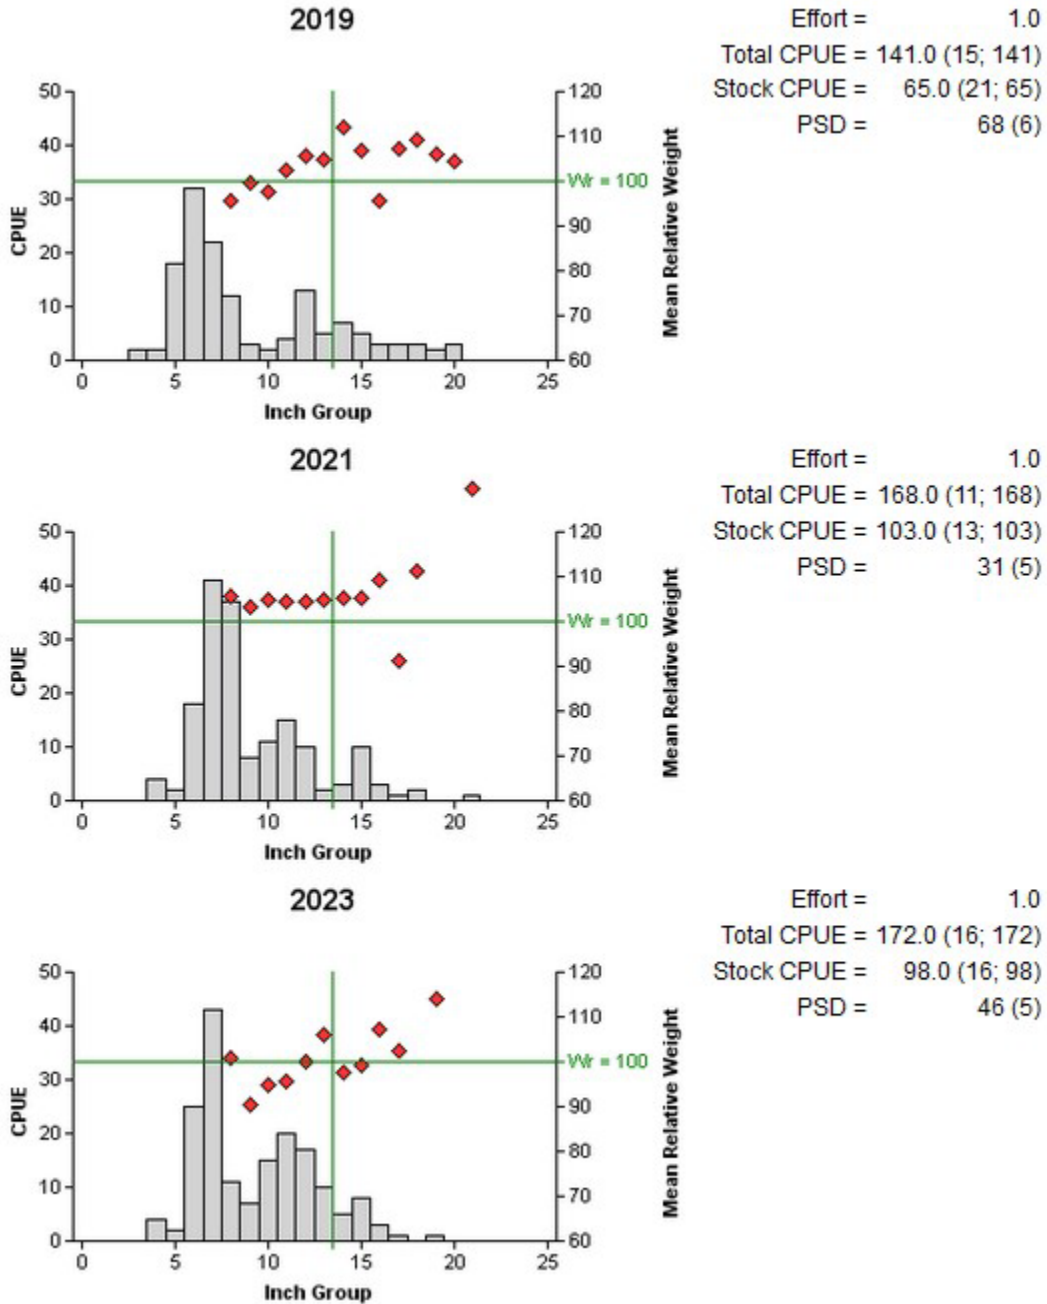 2019
Effort = 1.0
Total CPUE = 141.0 (15; 141)
Stock CPUE = 65.0 (21; 65)
PSD = 68 (6)
50
40
30
20
10
0
CPUE
120
110
Wr = 100
90
80
70
60
Mean Relative Weight
0 5 10 15 20 25
Inch Group
2021
Effort = 1.0
Total CPUE = 168.0 (11; 168)
Stock CPUE = 103.0 (13; 103)
PSD = 31 (5)
50
40
30
20
10
0
CPUE
120
110
Wr = 100
90
80
70
60
Mean Relative Weight
0 5 10 15 20 25
Inch Group
2023
Effort = 1.0
Total CPUE = 172.0 (16; 172)
Stock CPUE = 98.0 (16; 98)
PSD = 46 (5)
50
40
30
20
10
0
CPUE
120
110
Wr = 100
90
80
70
60
Mean Relative Weight
0 5 10 15 20 25
Inch Group